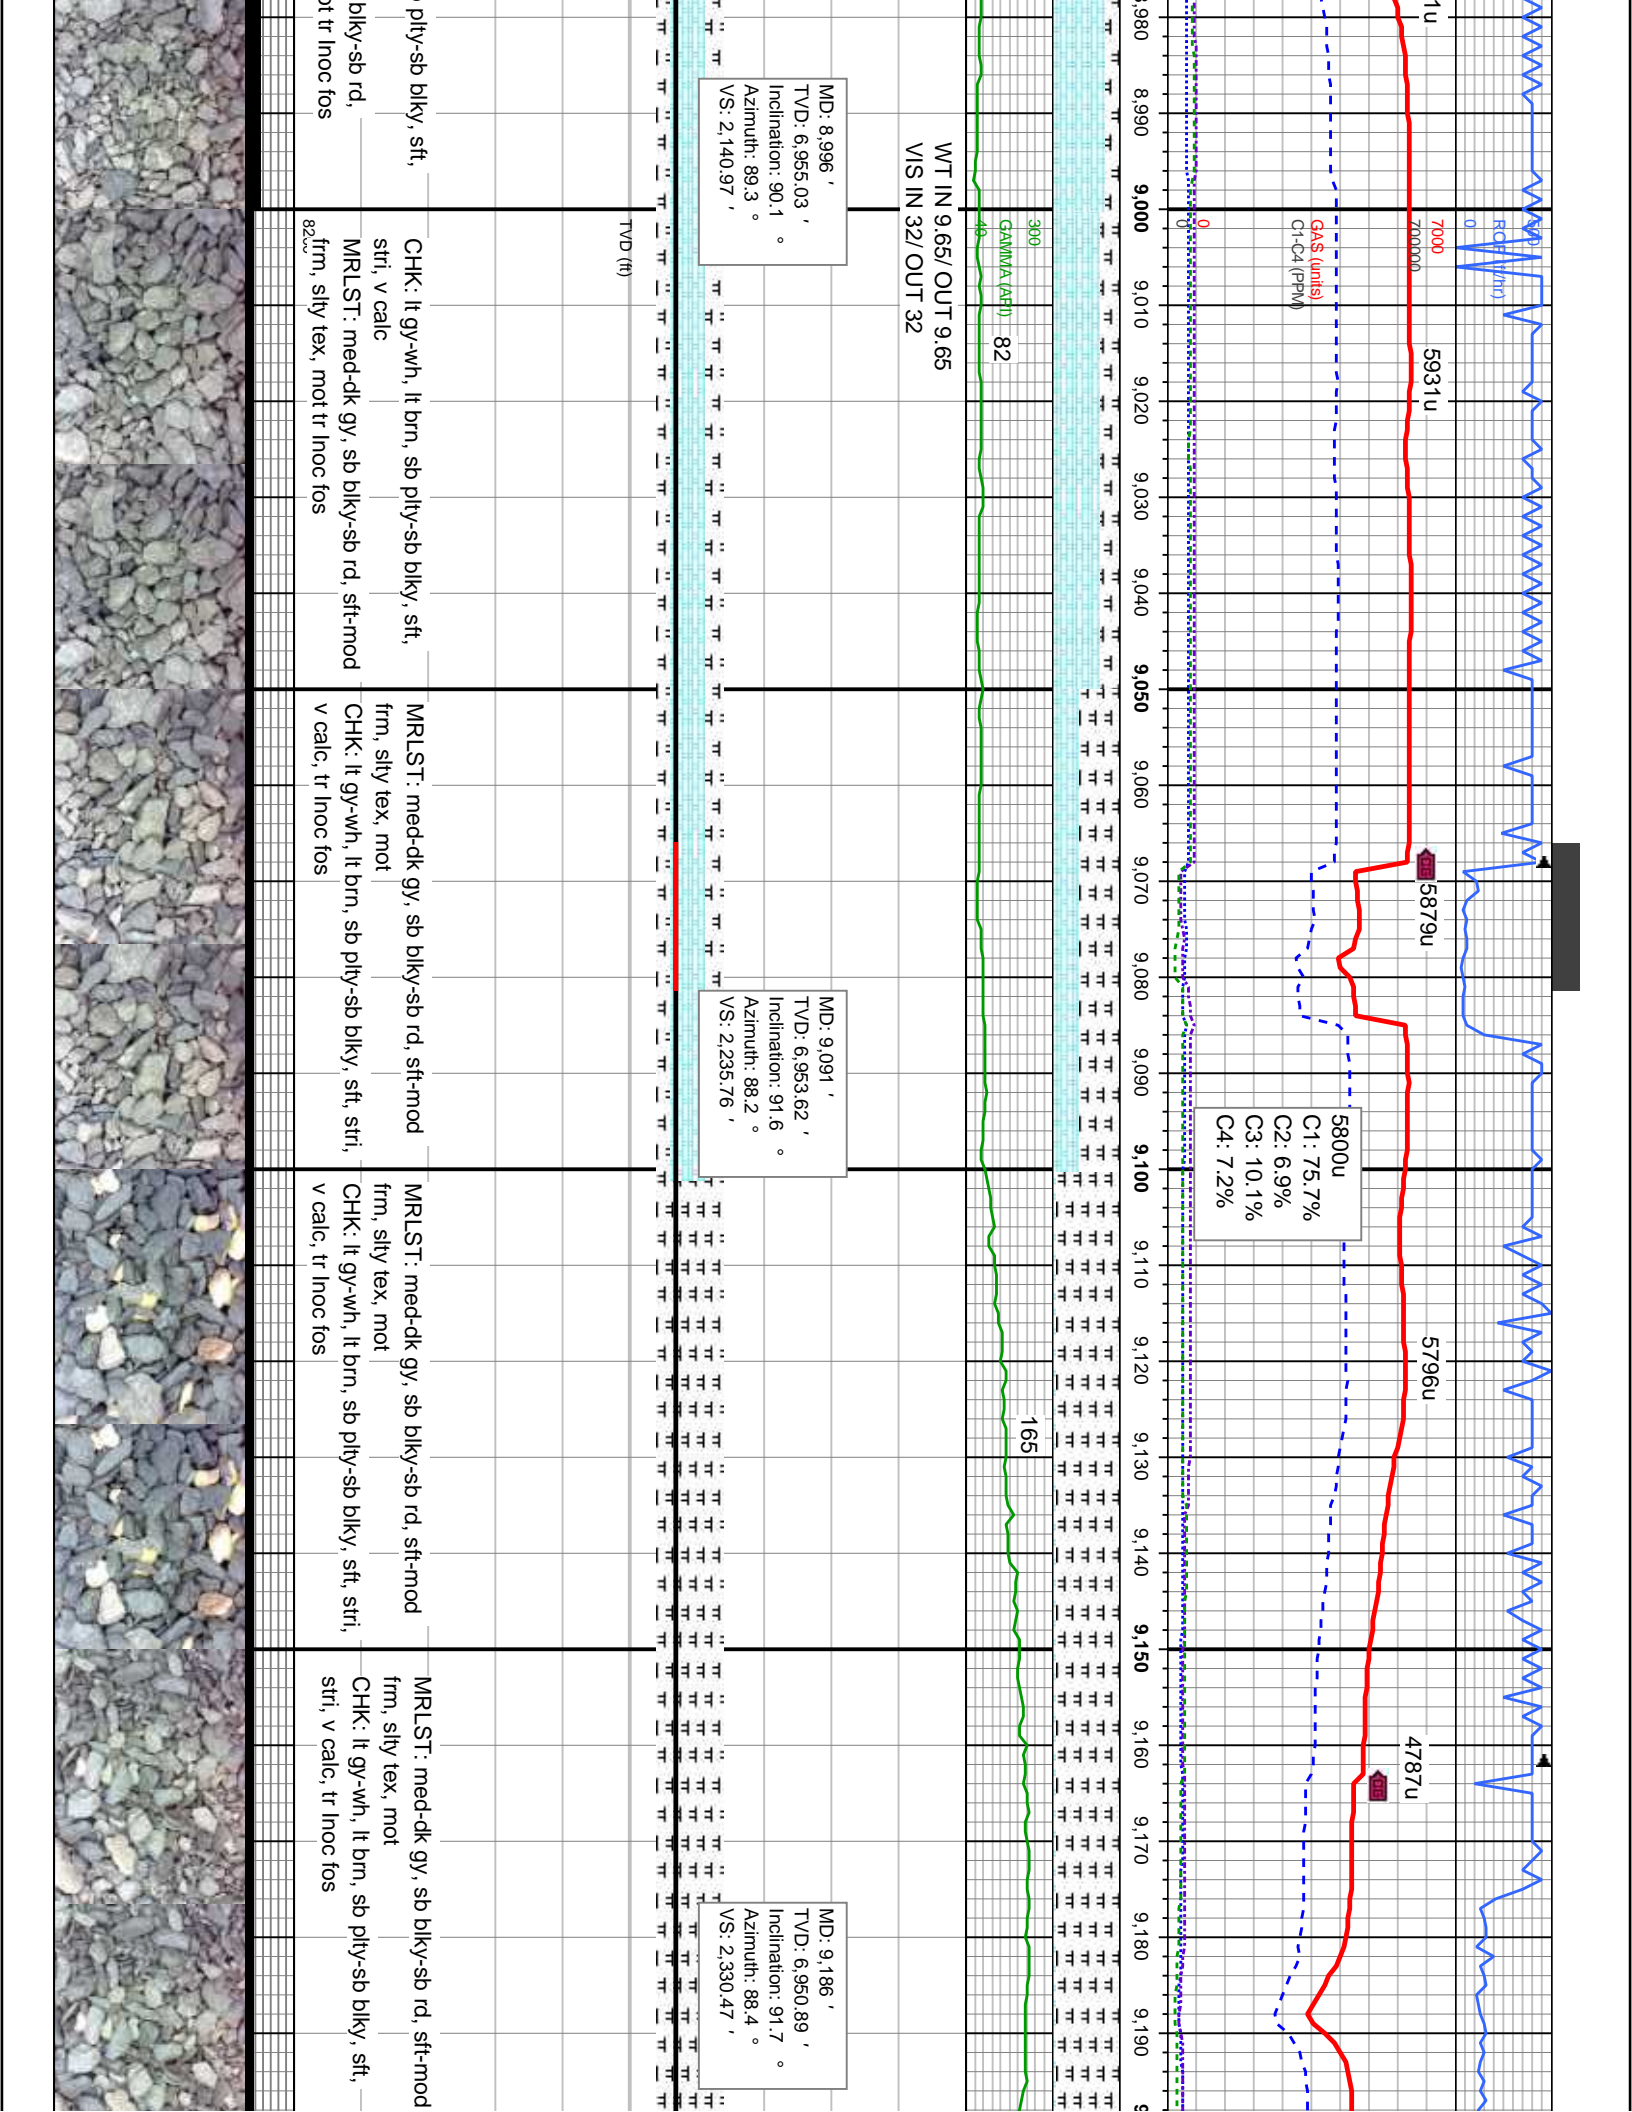 1u
8,980
8,990
9,000
9,010
9,020
9,030
9,040
9,050
9,060
9,070
9,080
9,090
9,100
9,110
9,120
9,130
9,140
9,150
9,160
9,170
9,180
9,190
0
ROP (ft/hr)
7000
70000
GAS (units)
C1-C4 (PPM)
0
0
5931u
5879u
5800u
C1: 75.7%
C2: 6.9%
C3: 10.1%
C4: 7.2%
5796u
4787u
300
GAMMA (API)
40
82
165
WT IN 9.65/ OUT 9.65
VIS IN 32/ OUT 32
MD: 8,996 '
TVD: 6,955.03 '
Inclination: 90.1 °
Azimuth: 89.3 °
VS: 2,140.97 '
MD: 9,091 '
TVD: 6,953.62 '
Inclination: 91.6 °
Azimuth: 88.2 °
VS: 2,235.76 '
MD: 9,186 '
TVD: 6,950.89 '
Inclination: 91.7 °
Azimuth: 88.4 °
VS: 2,330.47 '
TVD (ft)
plty-sb blky, sft,
blky-sb rd,
ot tr Inoc fos
CHK: lt gy-wh, lt brn, sb plty-sb blky, sft,
stri, v calc
MRLST: med-dk gy, sb blky-sb rd, sft-mod
frm, slty tex, mot tr Inoc fos
MRLST: med-dk gy, sb blky-sb rd, sft-mod
frm, slty tex, mot
CHK: lt gy-wh, lt brn, sb plty-sb blky, sft, stri,
v calc, tr Inoc fos
MRLST: med-dk gy, sb blky-sb rd, sft-mod
frm, slty tex, mot
CHK: lt gy-wh, lt brn, sb plty-sb blky, sft, stri,
v calc, tr Inoc fos
MRLST: med-dk gy, sb blky-sb rd, sft-mod
frm, slty tex, mot
CHK: lt gy-wh, lt brn, sb plty-sb blky, sft,
stri, v calc, tr Inoc fos